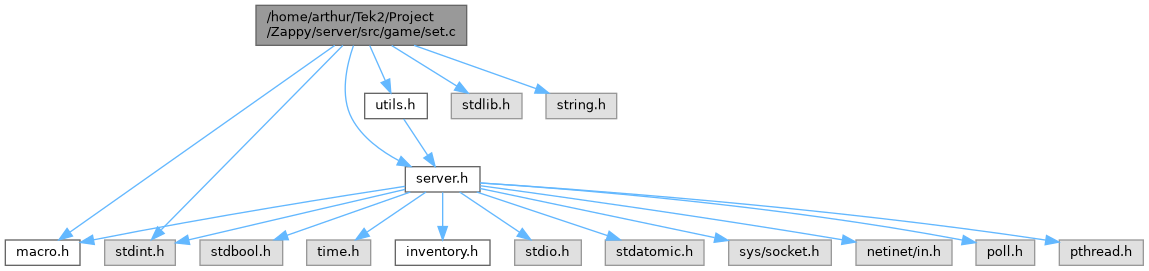 /home/arthur/Tek2/Project
/Zappy/server/src/game/set.c
utils.h
stdlib.h
string.h
server.h
macro.h
stdint.h
stdbool.h
time.h
inventory.h
stdio.h
stdatomic.h
sys/socket.h
netinet/in.h
poll.h
pthread.h